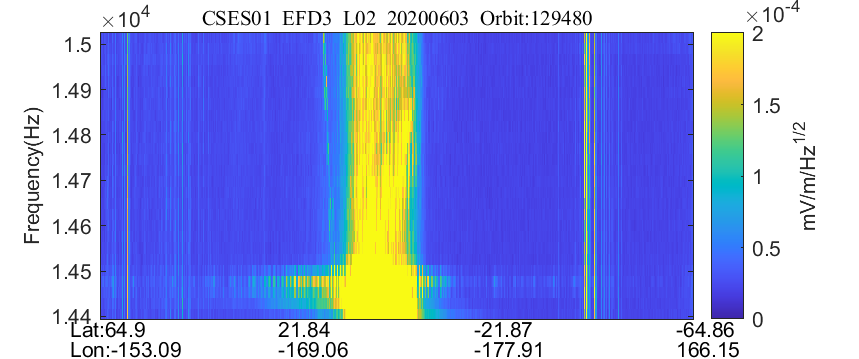 CSES01 EFD3 L02 20200603 Orbit:129480
×10⁴
×10⁻⁴
1.5
1.49
1.48
1.47
1.46
1.45
1.44
Frequency(Hz)
2
1.5
1
0.5
0
mV/m/Hz^1/2
Lat:64.9 21.84 -21.87 -64.86
Lon:-153.09 -169.06 -177.91 166.15